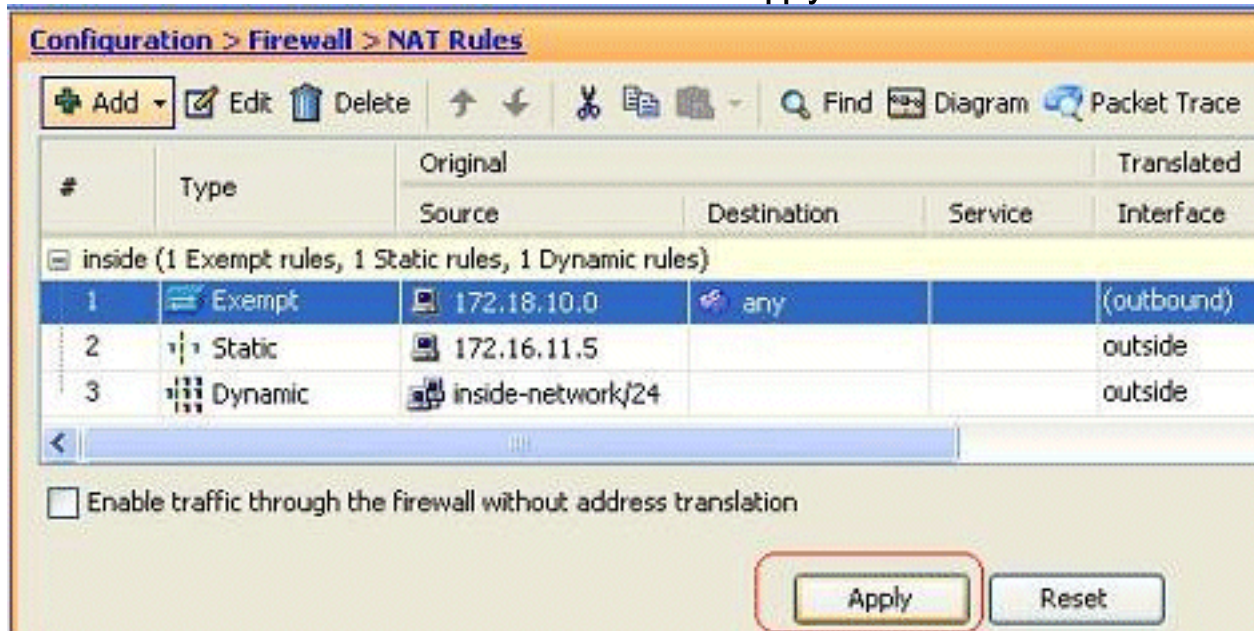 Configuration > Firewall > NAT Rules
Add Edit Delete Find Diagram Packet Trace
# Type Original Translated
Source Destination Service Interface
inside (1 Exempt rules, 1 Static rules, 1 Dynamic rules)
1 Exempt 172.18.10.0 any (outbound)
2 Static 172.16.11.5 outside
3 Dynamic inside-network/24 outside
Enable traffic through the firewall without address translation
Apply Reset